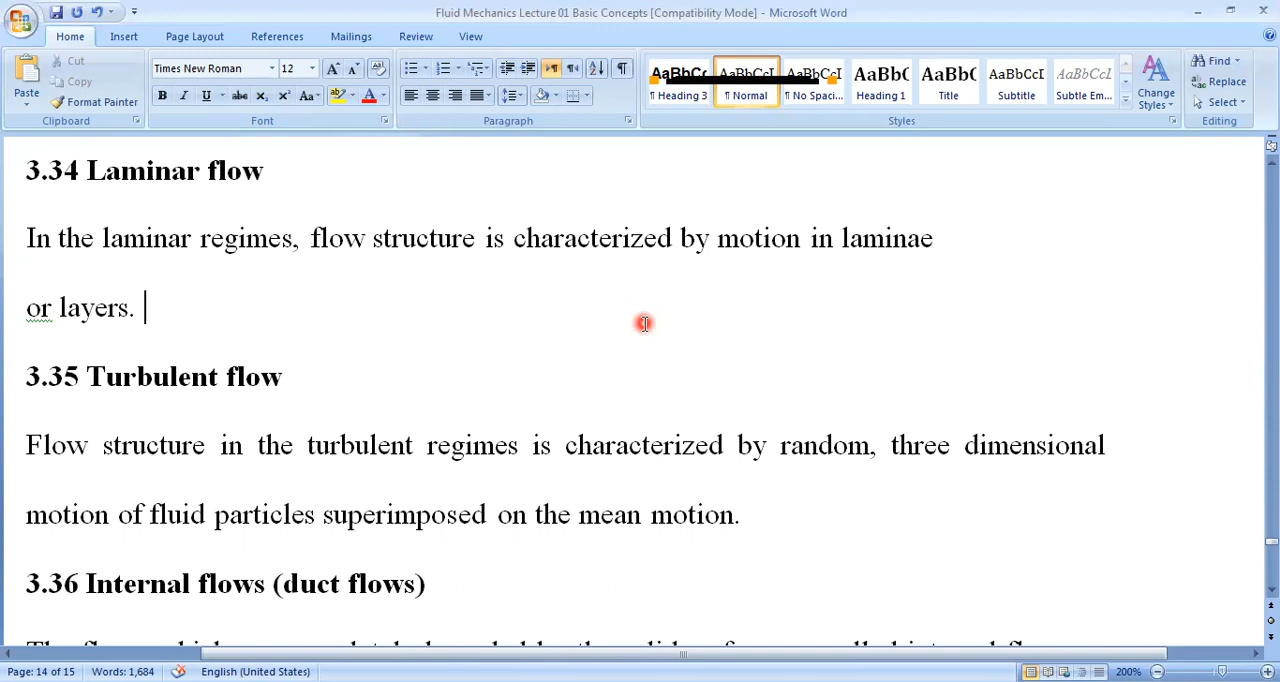 Fluid Mechanics Lecture 01 Basic Concepts [Compatibility Mode] - Microsoft Word
Home Insert Page Layout References Mailings Review View
Paste
Cut
Copy
Format Painter
Clipboard
Times New Roman 12
Font
Paragraph
AaBbCc AaBbCcI AaBbCcI AaBb( AaBb( AaBbCcI AaBbCcI
¶ Heading 3 ¶ Normal ¶ No Spaci... Heading 1 Title Subtitle Subtle Em...
Change Styles
Styles
Find
Replace
Select
Editing
3.34 Laminar flow
In the laminar regimes, flow structure is characterized by motion in laminae
or layers.
3.35 Turbulent flow
Flow structure in the turbulent regimes is characterized by random, three dimensional
motion of fluid particles superimposed on the mean motion.
3.36 Internal flows (duct flows)
Page: 14 of 15 Words: 1,684 English (United States) 200%